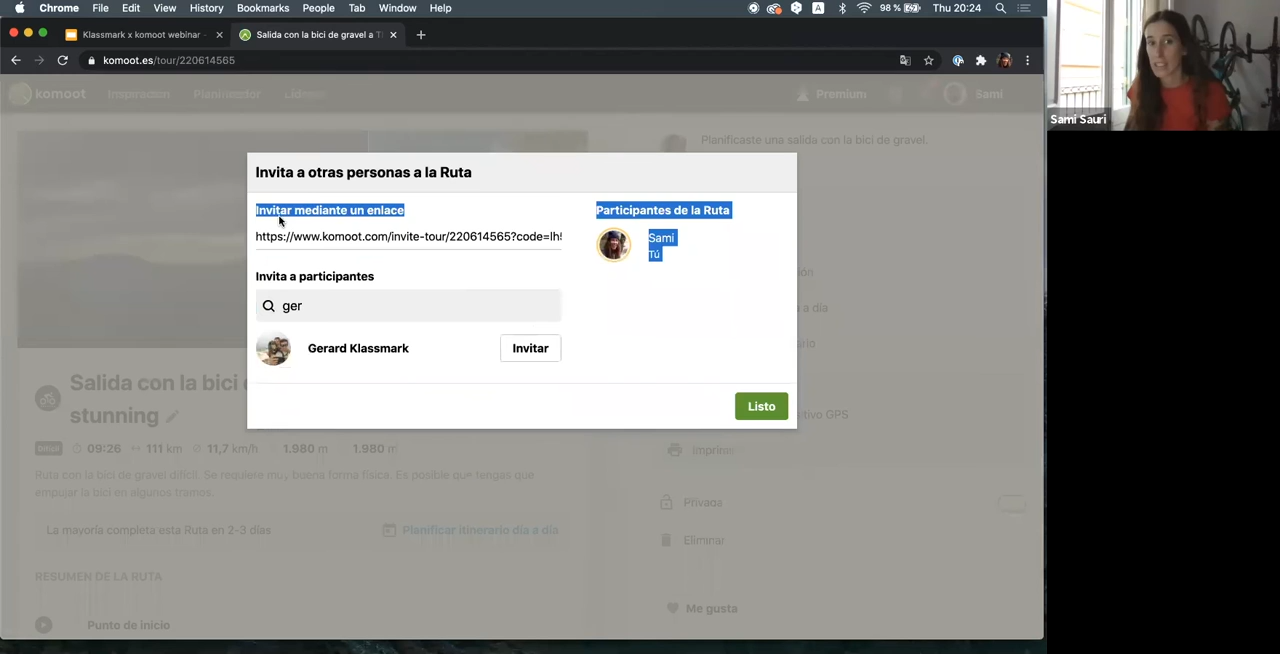 Chrome File Edit View History Bookmarks People Tab Window Help
98 % Thu 20:24
Klassmark x komoot webinar
Salida con la bici de gravel a T
komoot.es/tour/220614565
komoot Inspiración Planificador
Premium Sami
Sami Sauri
Planificaste una salida con la bici de gravel.
Invita a otras personas a la Ruta
Invitar mediante un enlace
https://www.komoot.com/invite-tour/220614565?code=lh
Invita a participantes
ger
Gerard Klassmark
Invitar
Participantes de la Ruta
Sami
Tú
Listo
Salida con la bici
stunning
09:26 111 km 11,7 km/h 1.980 m 1.980 m
Ruta con la bici de gravel difícil. Se requiere muy buena forma física. Es posible que tengas que
empujar la bici en algunos tramos.
La mayoría completa esta Ruta en 2-3 días
Planificar itinerario día a día
RESUMEN DE LA RUTA
Punto de inicio
a a día
itivo GPS
Imprimir
Privada
Eliminar
Me gusta